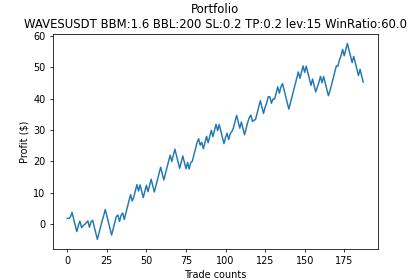 Portfolio
WAVESUSDT BBM:1.6 BBL:200 SL:0.2 TP:0.2 lev:15 WinRatio:60.0
60
50
40
30
20
10
0
Profit ($)
0 25 50 75 100 125 150 175
Trade counts